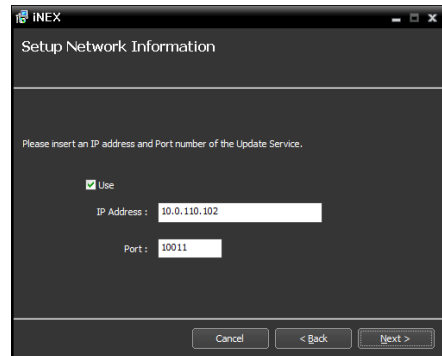 iNEX
Setup Network Information
Please insert an IP address and Port number of the Update Service.
Use
IP Address : 10.0.110.102
Port : 10011
Cancel < Back Next >